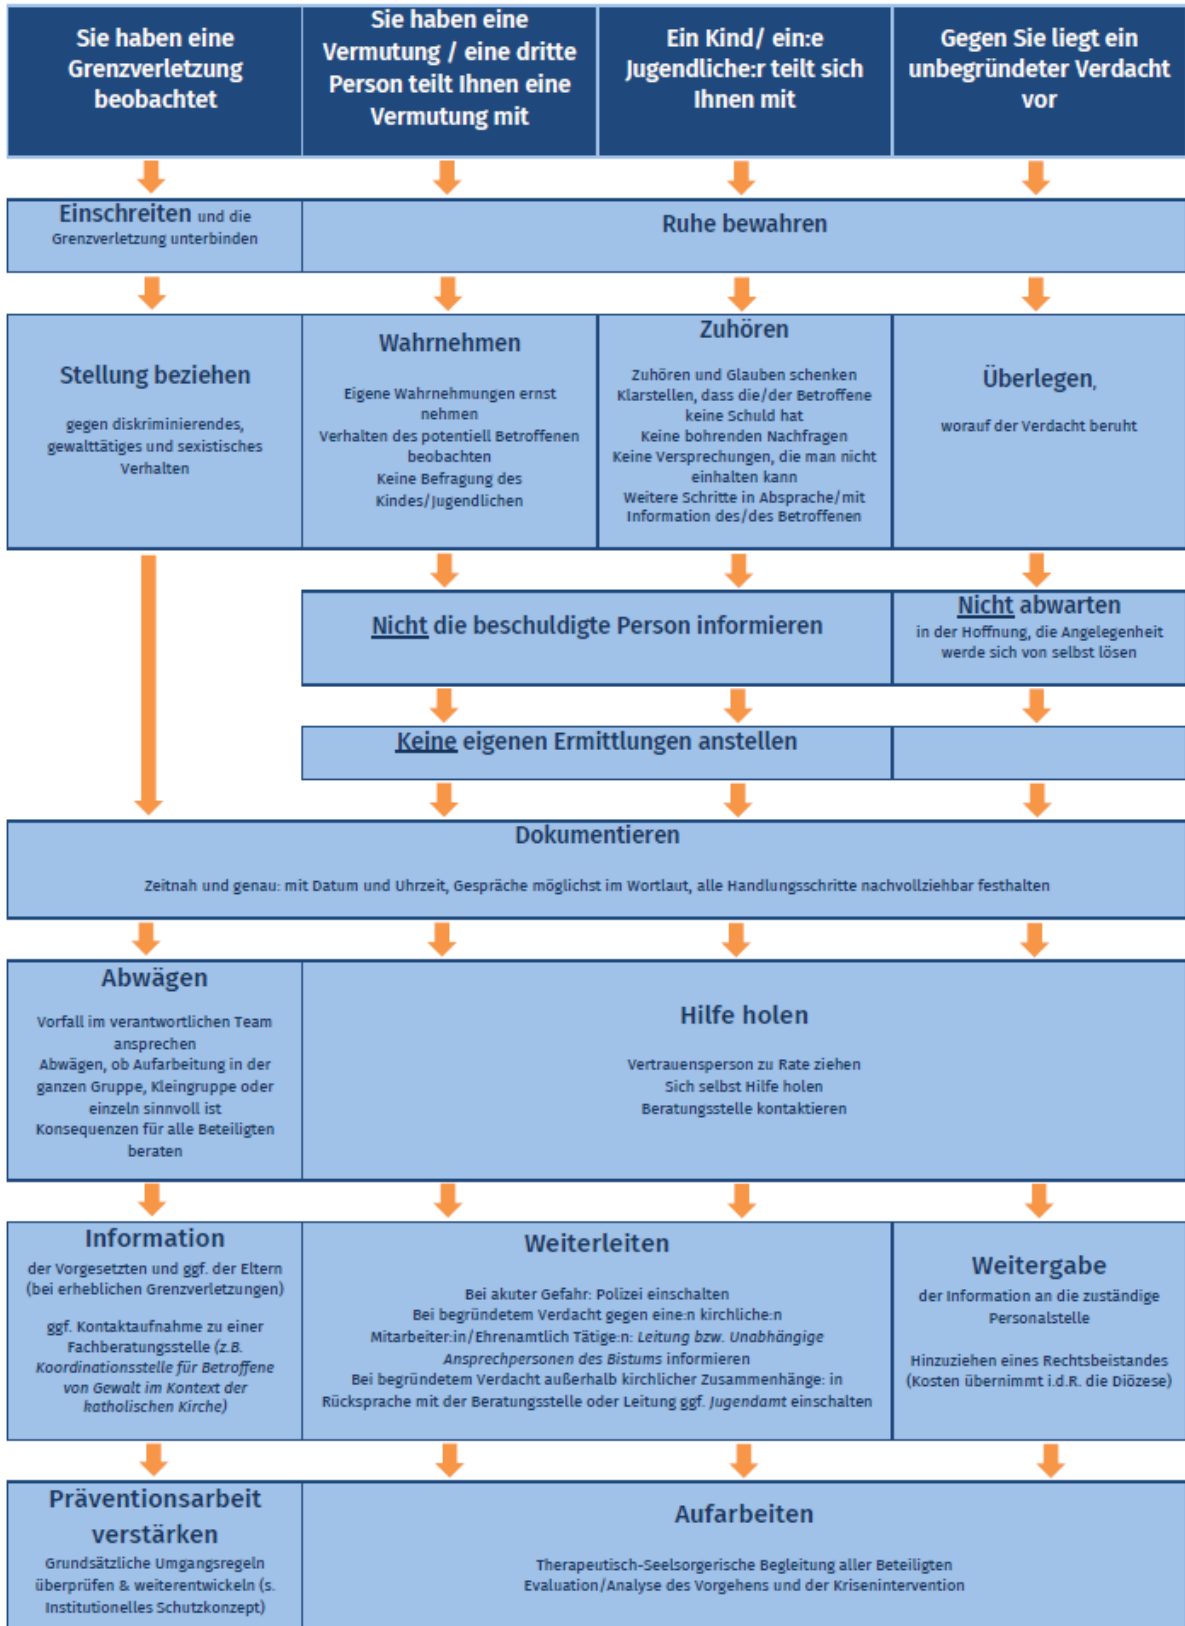 Sie haben eine
Grenzverletzung
beobachtet
Sie haben eine
Vermutung / eine dritte
Person teilt Ihnen eine
Vermutung mit
Ein Kind/ ein:e
Jugendliche:r teilt sich
Ihnen mit
Gegen Sie liegt ein
unbegründeter Verdacht
vor
Einschreiten und die
Grenzverletzung unterbinden
Ruhe bewahren
Stellung beziehen
gegen diskriminierendes,
gewalttätiges und sexistisches
Verhalten
Wahrnehmen
Eigene Wahrnehmungen ernst
nehmen
Verhalten des potentiell Betroffenen
beobachten
Keine Befragung des
Kindes/Jugendlichen
Zuhören
Zuhören und Glauben schenken
Klarstellen, dass die/der Betroffene
keine Schuld hat
Keine bohrenden Nachfragen
Keine Versprechungen, die man nicht
einhalten kann
Weitere Schritte in Absprache/mit
Information des/des Betroffenen
Überlegen,
worauf der Verdacht beruht
Nicht die beschuldigte Person informieren
Nicht abwarten
in der Hoffnung, die Angelegenheit
werde sich von selbst lösen
Keine eigenen Ermittlungen anstellen
Dokumentieren
Zeitnah und genau: mit Datum und Uhrzeit, Gespräche möglichst im Wortlaut, alle Handlungsschritte nachvollziehbar festhalten
Abwägen
Vorfall im verantwortlichen Team
ansprechen
Abwägen, ob Aufarbeitung in der
ganzen Gruppe, Kleingruppe oder
einzeln sinnvoll ist
Konsequenzen für alle Beteiligten
beraten
Hilfe holen
Vertrauensperson zu Rate ziehen
Sich selbst Hilfe holen
Beratungsstelle kontaktieren
Information
der Vorgesetzten und ggf. der Eltern
(bei erheblichen Grenzverletzungen)
ggf. Kontaktaufnahme zu einer
Fachberatungsstelle (z.B.
Koordinationsstelle für Betroffene
von Gewalt im Kontext der
katholischen Kirche)
Weiterleiten
Bei akuter Gefahr: Polizei einschalten
Bei begründetem Verdacht gegen eine:n kirchliche:n
Mitarbeiter:in/Ehrenamtlich Tätige:n: Leitung bzw. Unabhängige
Ansprechpersonen des Bistums informieren
Bei begründetem Verdacht außerhalb kirchlicher Zusammenhänge: in
Rücksprache mit der Beratungsstelle oder Leitung ggf. Jugendamt einschalten
Weitergabe
der Information an die zuständige
Personalstelle
Hinzuziehen eines Rechtsbeistandes
(Kosten übernimmt i.d.R. die Diözese)
Präventionsarbeit
verstärken
Grundsätzliche Umgangsregeln
überprüfen & weiterentwickeln (s.
Institutionelles Schutzkonzept)
Aufarbeiten
Therapeutisch-Seelsorgerische Begleitung aller Beteiligten
Evaluation/Analyse des Vorgehens und der Krisenintervention